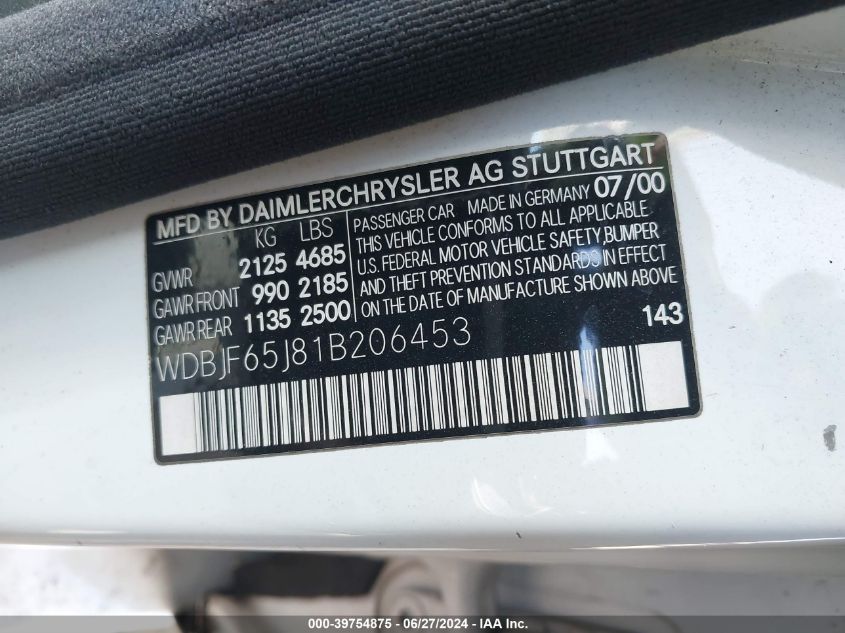 MFD BY DAIMLERCHRYSLER AG STUTTGART
KG LBS
GVWR 2125 4685
GAWR FRONT 990 2185
GAWR REAR 1135 2500
PASSENGER CAR MADE IN GERMANY 07/00
THIS VEHICLE CONFORMS TO ALL APPLICABLE
U.S. FEDERAL MOTOR VEHICLE SAFETY,BUMPER
AND THEFT PREVENTION STANDARDS IN EFFECT
ON THE DATE OF MANUFACTURE SHOWN ABOVE
143
WDBJF65J81B206453
000-39754875 / 06/27/2024 / IAA Inc.